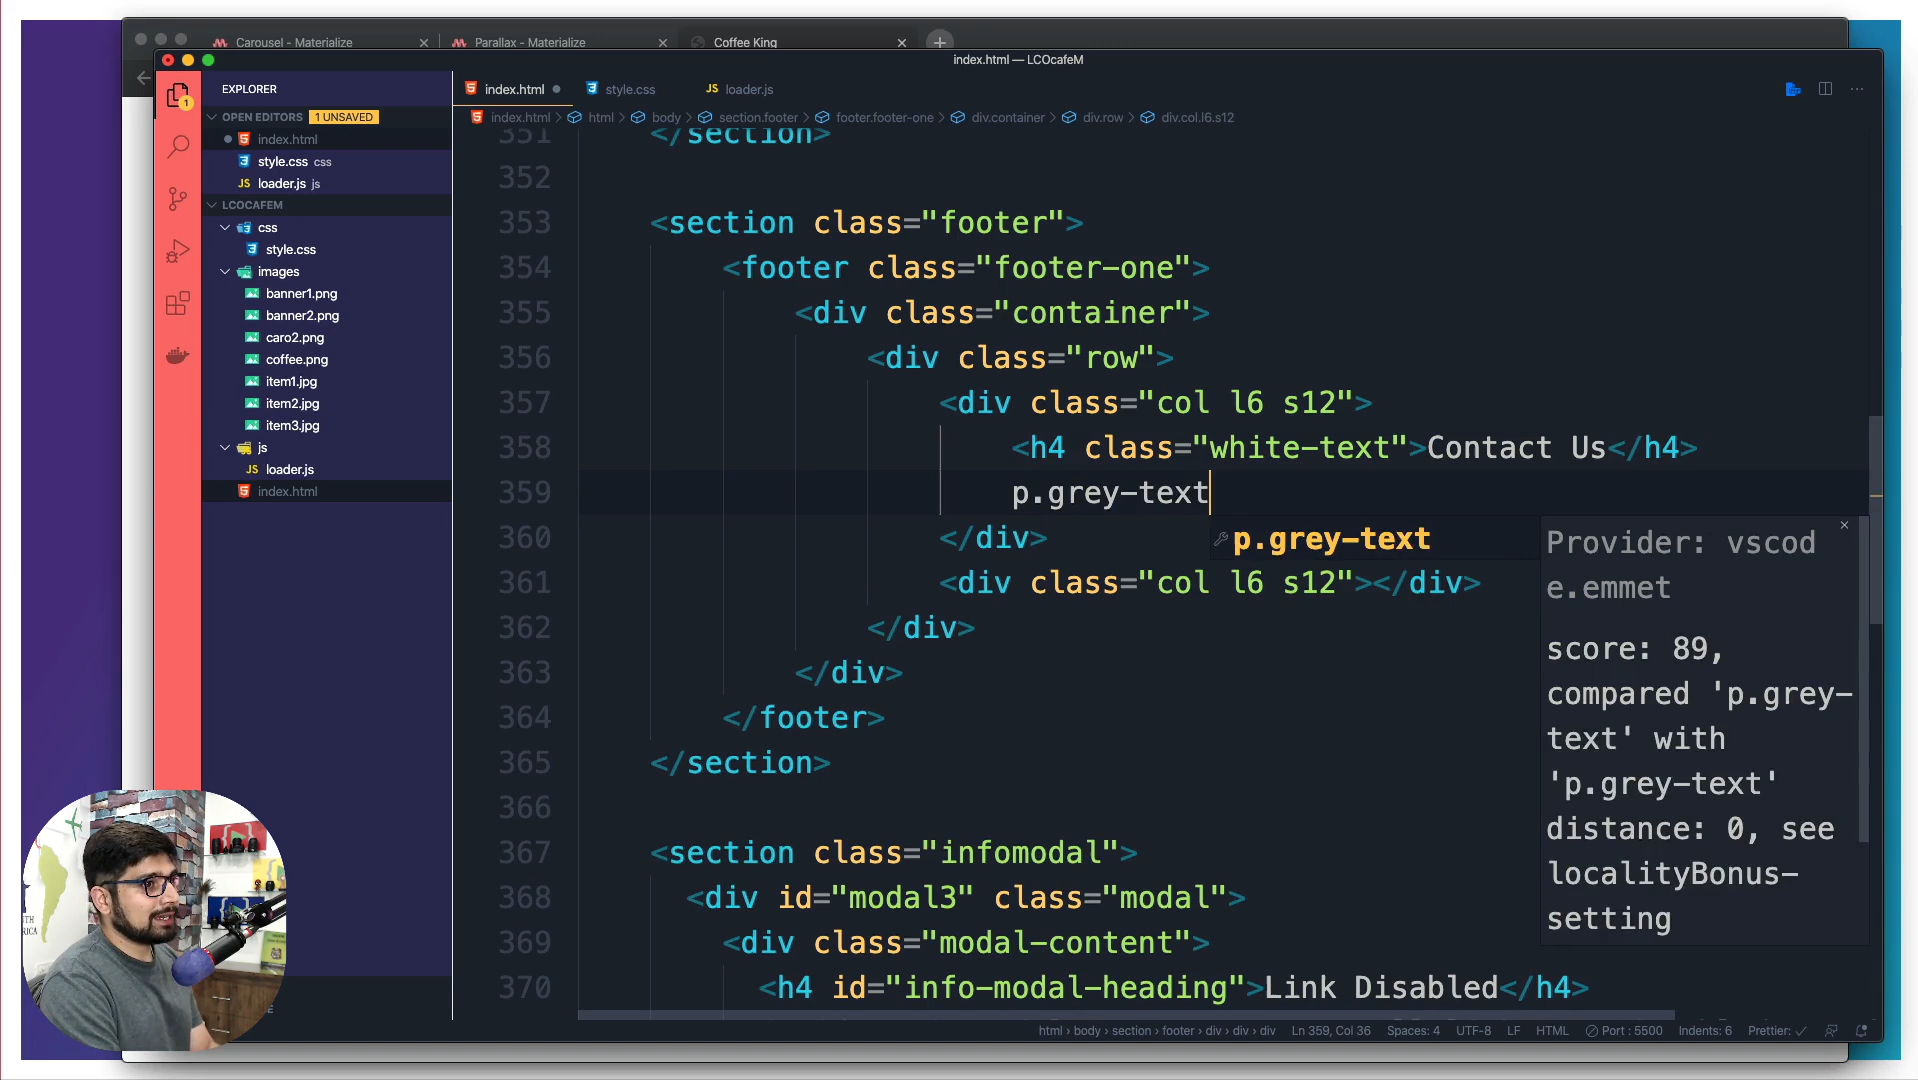 Carousel - Materialize
Parallax - Materialize
Coffee King
index.html — LCOcafeM
EXPLORER
index.html
style.css
JS loader.js
OPEN EDITORS 1 UNSAVED
index.html > html > body > section.footer > footer.footer-one > div.container > div.row > div.col.l6.s12
index.html
style.css css
JS loader.js js
LCOCAFEM
css
style.css
images
banner1.png
banner2.png
caro2.png
coffee.png
item1.jpg
item2.jpg
item3.jpg
js
JS loader.js
index.html
351 </section>
352
353 <section class="footer">
354 <footer class="footer-one">
355 <div class="container">
356 <div class="row">
357 <div class="col l6 s12">
358 <h4 class="white-text">Contact Us</h4>
359 p.grey-text
360 </div>
361 <div class="col l6 s12"></div>
362 </div>
363 </div>
364 </footer>
365 </section>
366
367 <section class="infomodal">
368 <div id="modal3" class="modal">
369 <div class="modal-content">
370 <h4 id="info-modal-heading">Link Disabled</h4>
p.grey-text
Provider: vscod
e.emmet
score: 89,
compared 'p.grey-
text' with
'p.grey-text'
distance: 0, see
localityBonus-
setting
html > body > section > footer > div > div > div
Ln 359, Col 36
Spaces: 4
UTF-8
LF
HTML
Port : 5500
Indents: 6
Prettier: ✓